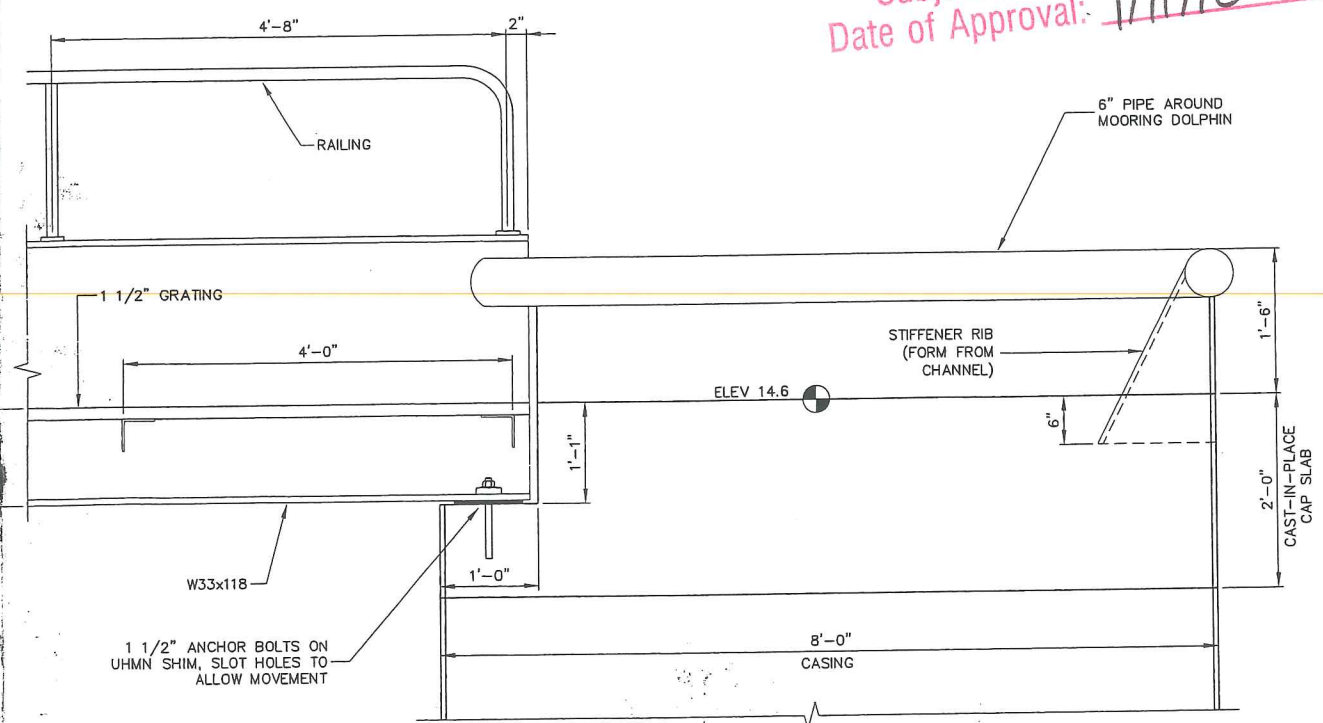 Date of Approval:
4'-8"
2"
RAILING
6" PIPE AROUND
MOORING DOLPHIN
1 1/2" GRATING
4'-0"
STIFFENER RIB
(FORM FROM
CHANNEL)
1'-6"
ELEV 14.6
6"
1'-1"
2'-0"
CAST-IN-PLACE
CAP SLAB
W33x118
1'-0"
1 1/2" ANCHOR BOLTS ON
UHMN SHIM, SLOT HOLES TO
ALLOW MOVEMENT
8'-0"
CASING